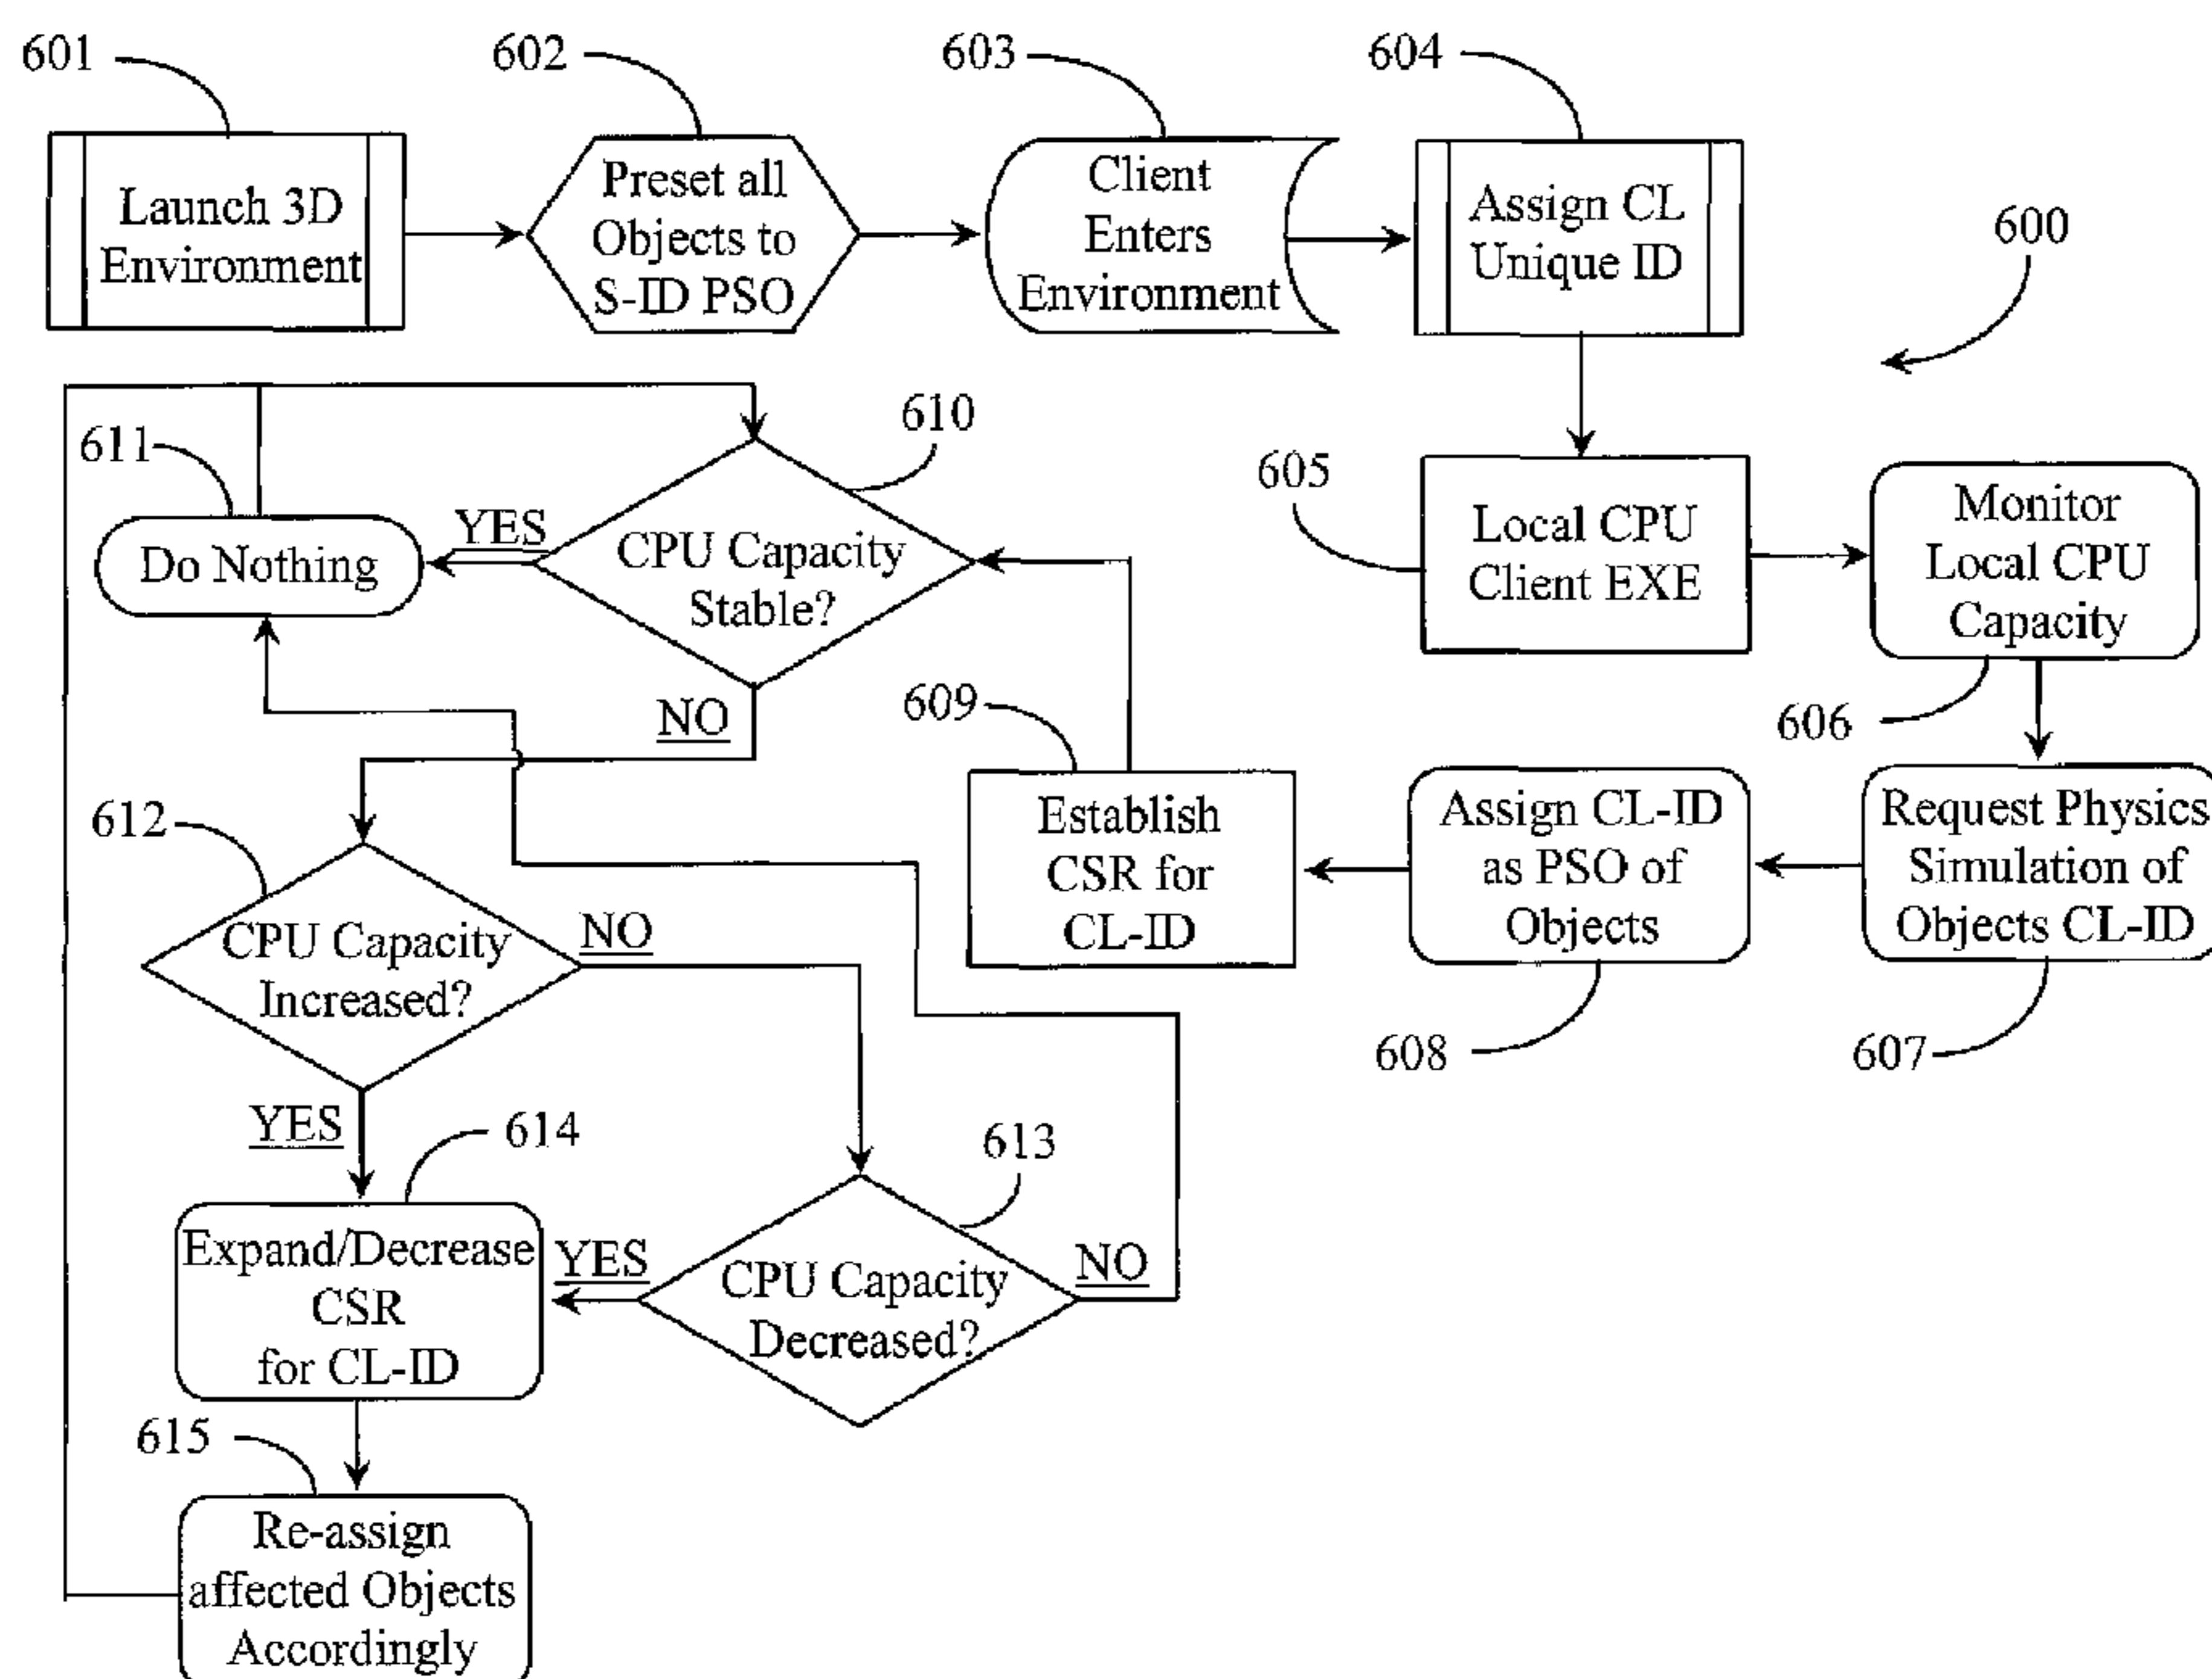 601
602
603
604
Launch 3D
Environment
Preset all
Objects to
S-ID PSO
Client
Enters
Environment
Assign CL
Unique ID
600
610
611
605
YES
Do Nothing
CPU Capacity
Stable?
Local CPU
Client EXE
Monitor
Local CPU
Capacity
NO
609
606
612
Establish
CSR for
CL-ID
Assign CL-ID
as PSO of
Objects
Request Physics
Simulation of
Objects CL-ID
CPU Capacity
Increased?
NO
608
607
YES
614
613
Expand/Decrease
CSR
for CL-ID
YES
CPU Capacity
Decreased?
NO
615
Re-assign
affected Objects
Accordingly